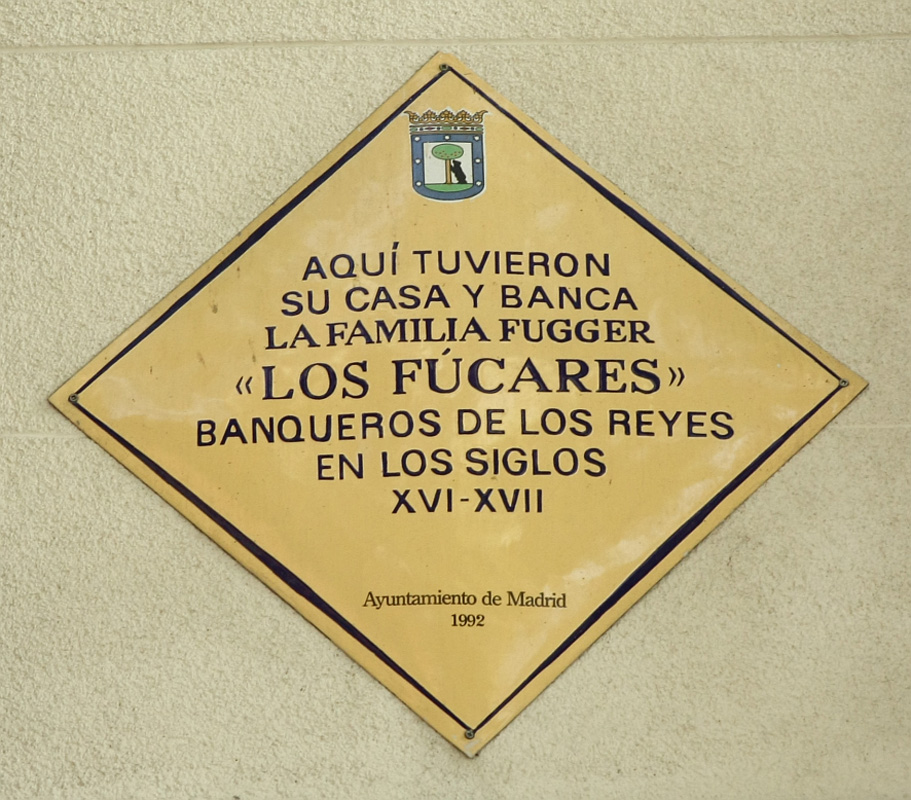 AQUÍ TUVIERON
SU CASA Y BANCA
LA FAMILIA FUGGER
«LOS FÚCARES»
BANQUEROS DE LOS REYES
EN LOS SIGLOS
XVI-XVII
Ayuntamiento de Madrid
1992